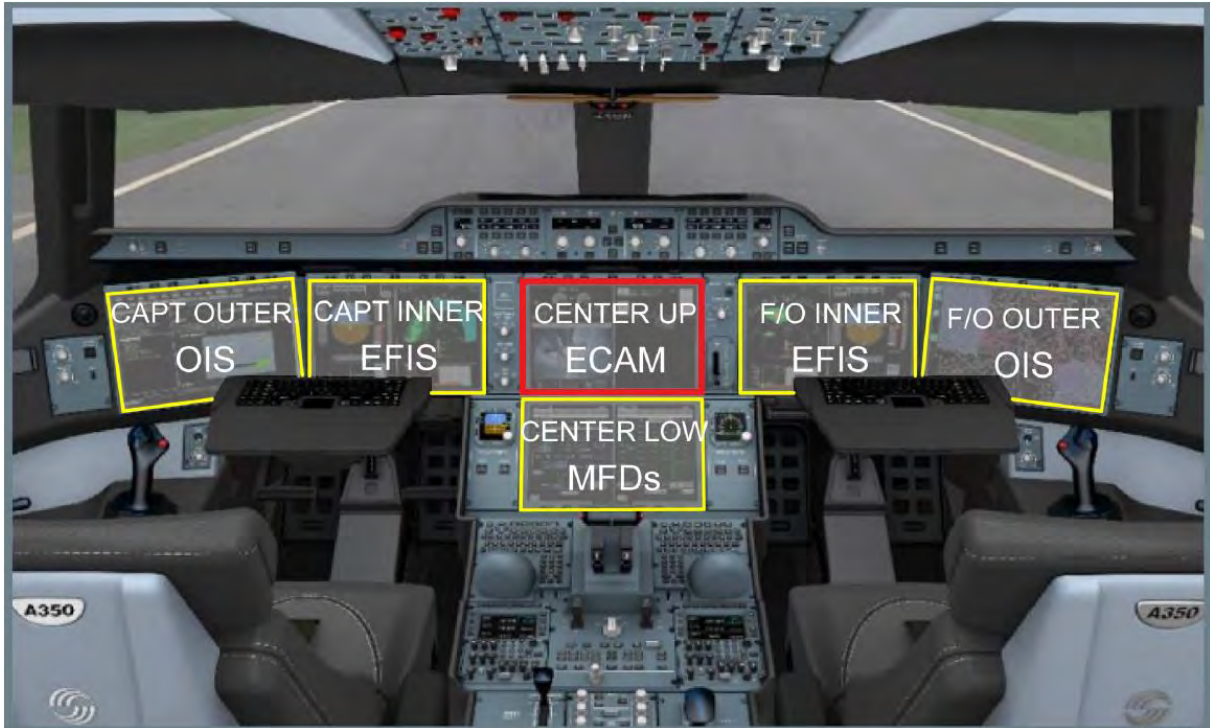 CAPT OUTER
OIS
CAPT INNER
EFIS
CENTER UP
ECAM
F/O INNER
EFIS
F/O OUTER
OIS
CENTER LOW
MFDs
A350
A350